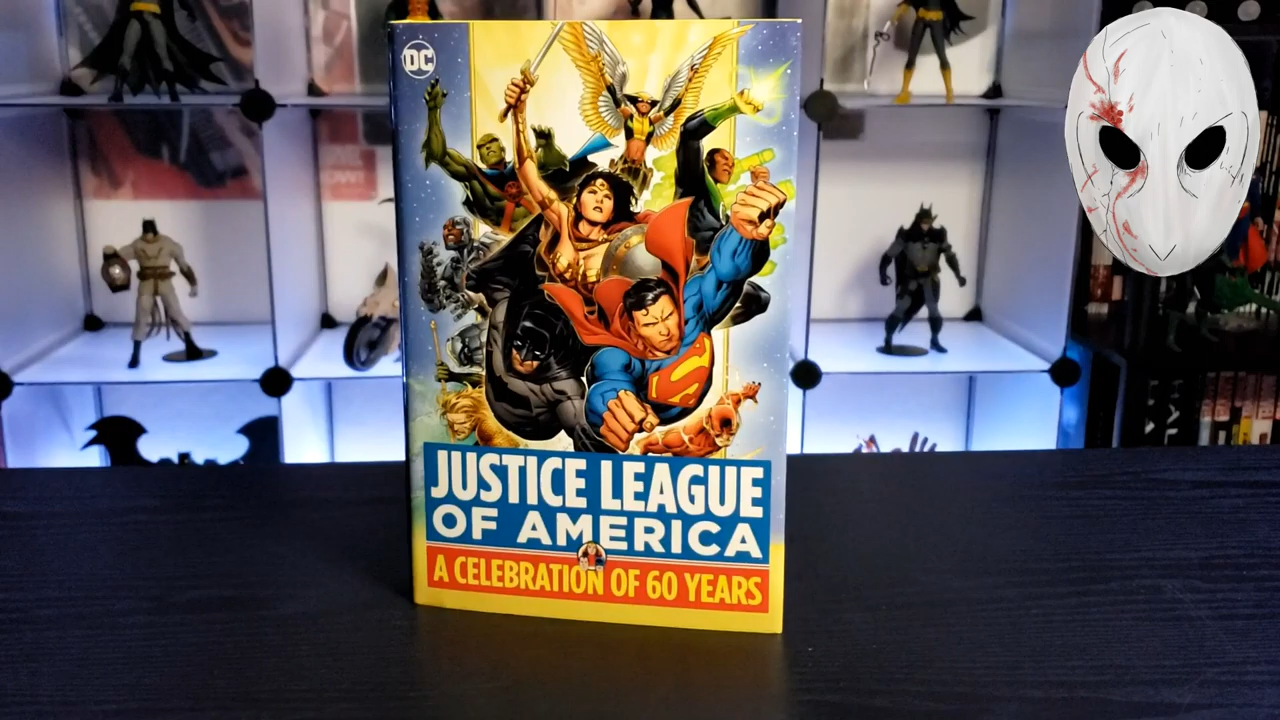 DC
JUSTICE LEAGUE
OF AMERICA
A CELEBRATION OF 60 YEARS